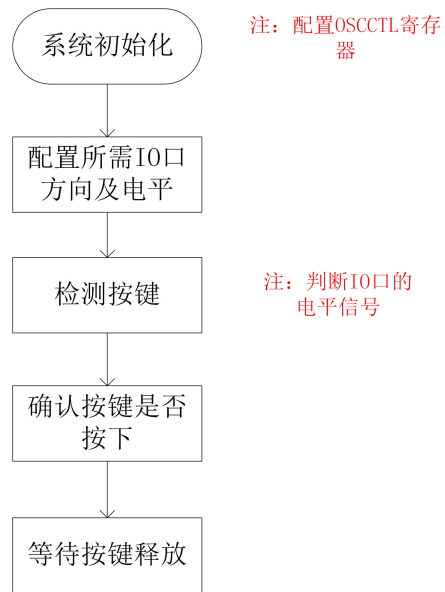 系统初始化
注：配置OSCCTL寄存
器
配置所需IO口
方向及电平
检测按键
注：判断IO口的
电平信号
确认按键是否
按下
等待按键释放